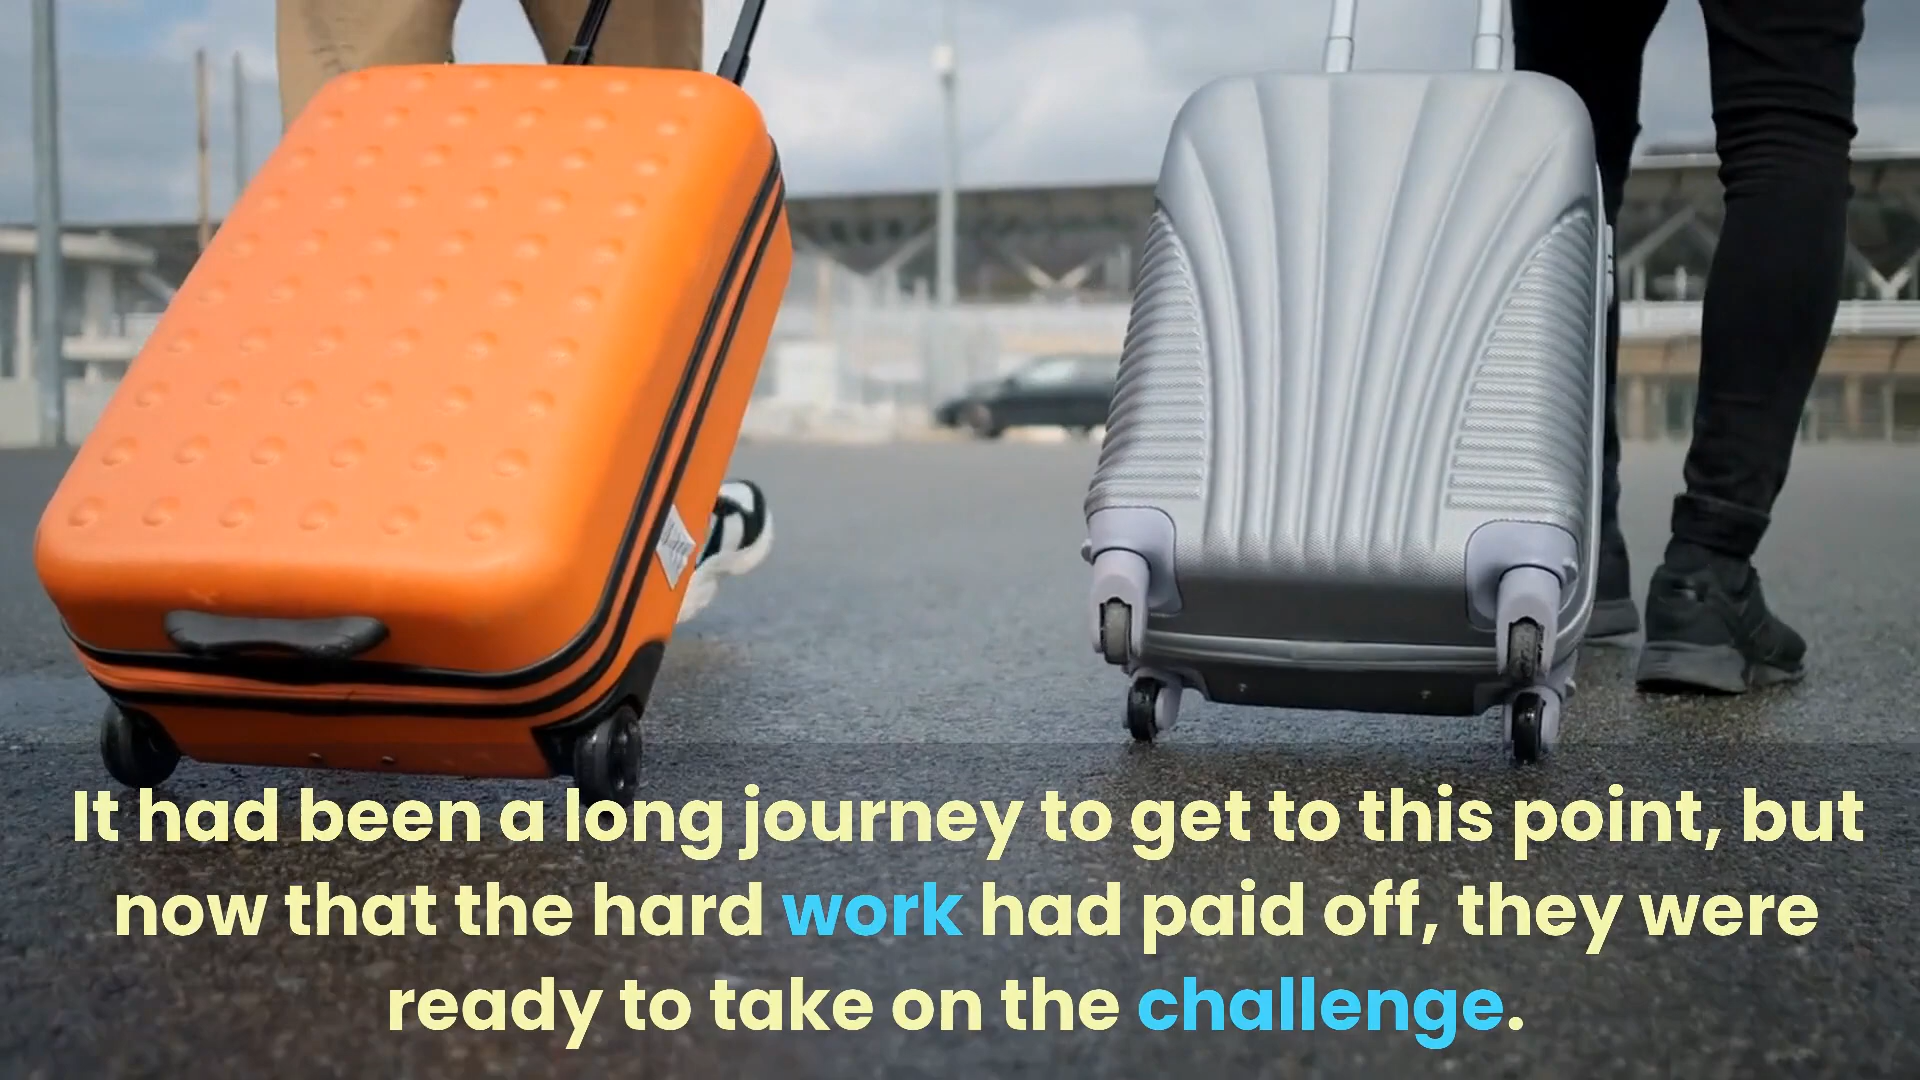 It had been a long journey to get to this point, but
now that the hard work had paid off, they were
ready to take on the challenge.